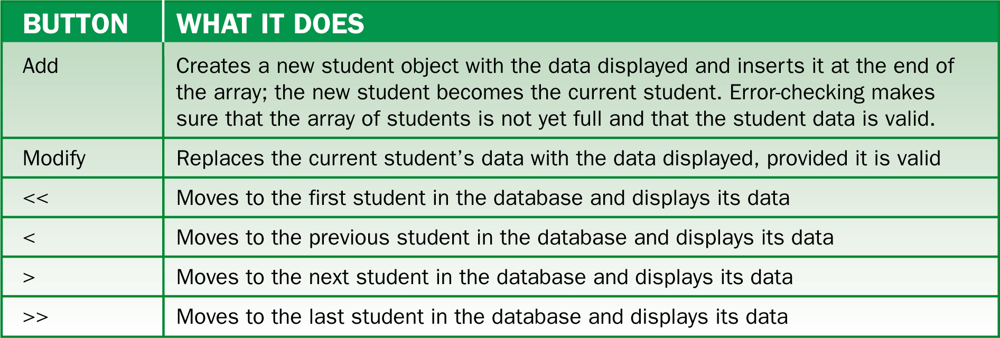 BUTTON WHAT IT DOES
Add Creates a new student object with the data displayed and inserts it at the end of
the array; the new student becomes the current student. Error-checking makes
sure that the array of students is not yet full and that the student data is valid.
Modify Replaces the current student’s data with the data displayed, provided it is valid
<< Moves to the first student in the database and displays its data
< Moves to the previous student in the database and displays its data
> Moves to the next student in the database and displays its data
>> Moves to the last student in the database and displays its data